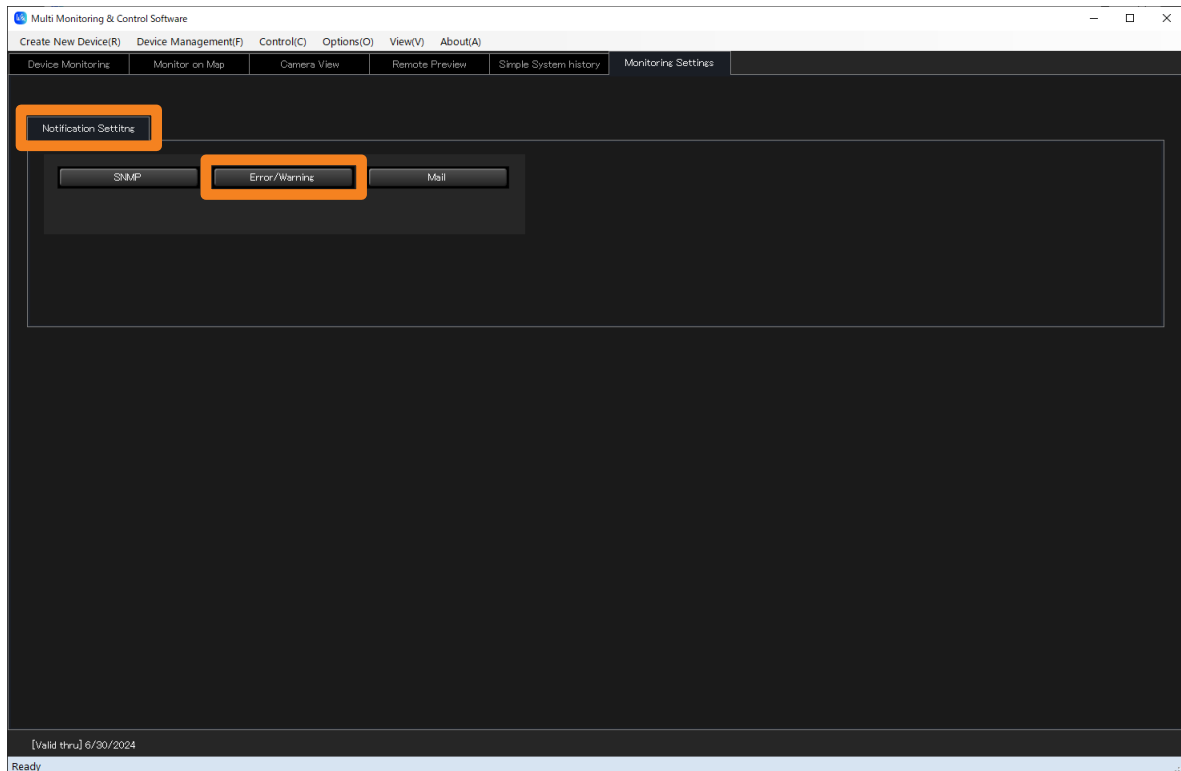 Multi Monitoring & Control Software
Create New Device(R) Device Management(F) Control(C) Options(O) View(V) About(A)
Device Monitoring Monitor on Map Camera View Remote Preview Simple System history Monitoring Settings
Notification Settitng
SNMP Error/Warning Mail
[Valid thru] 6/30/2024
Ready